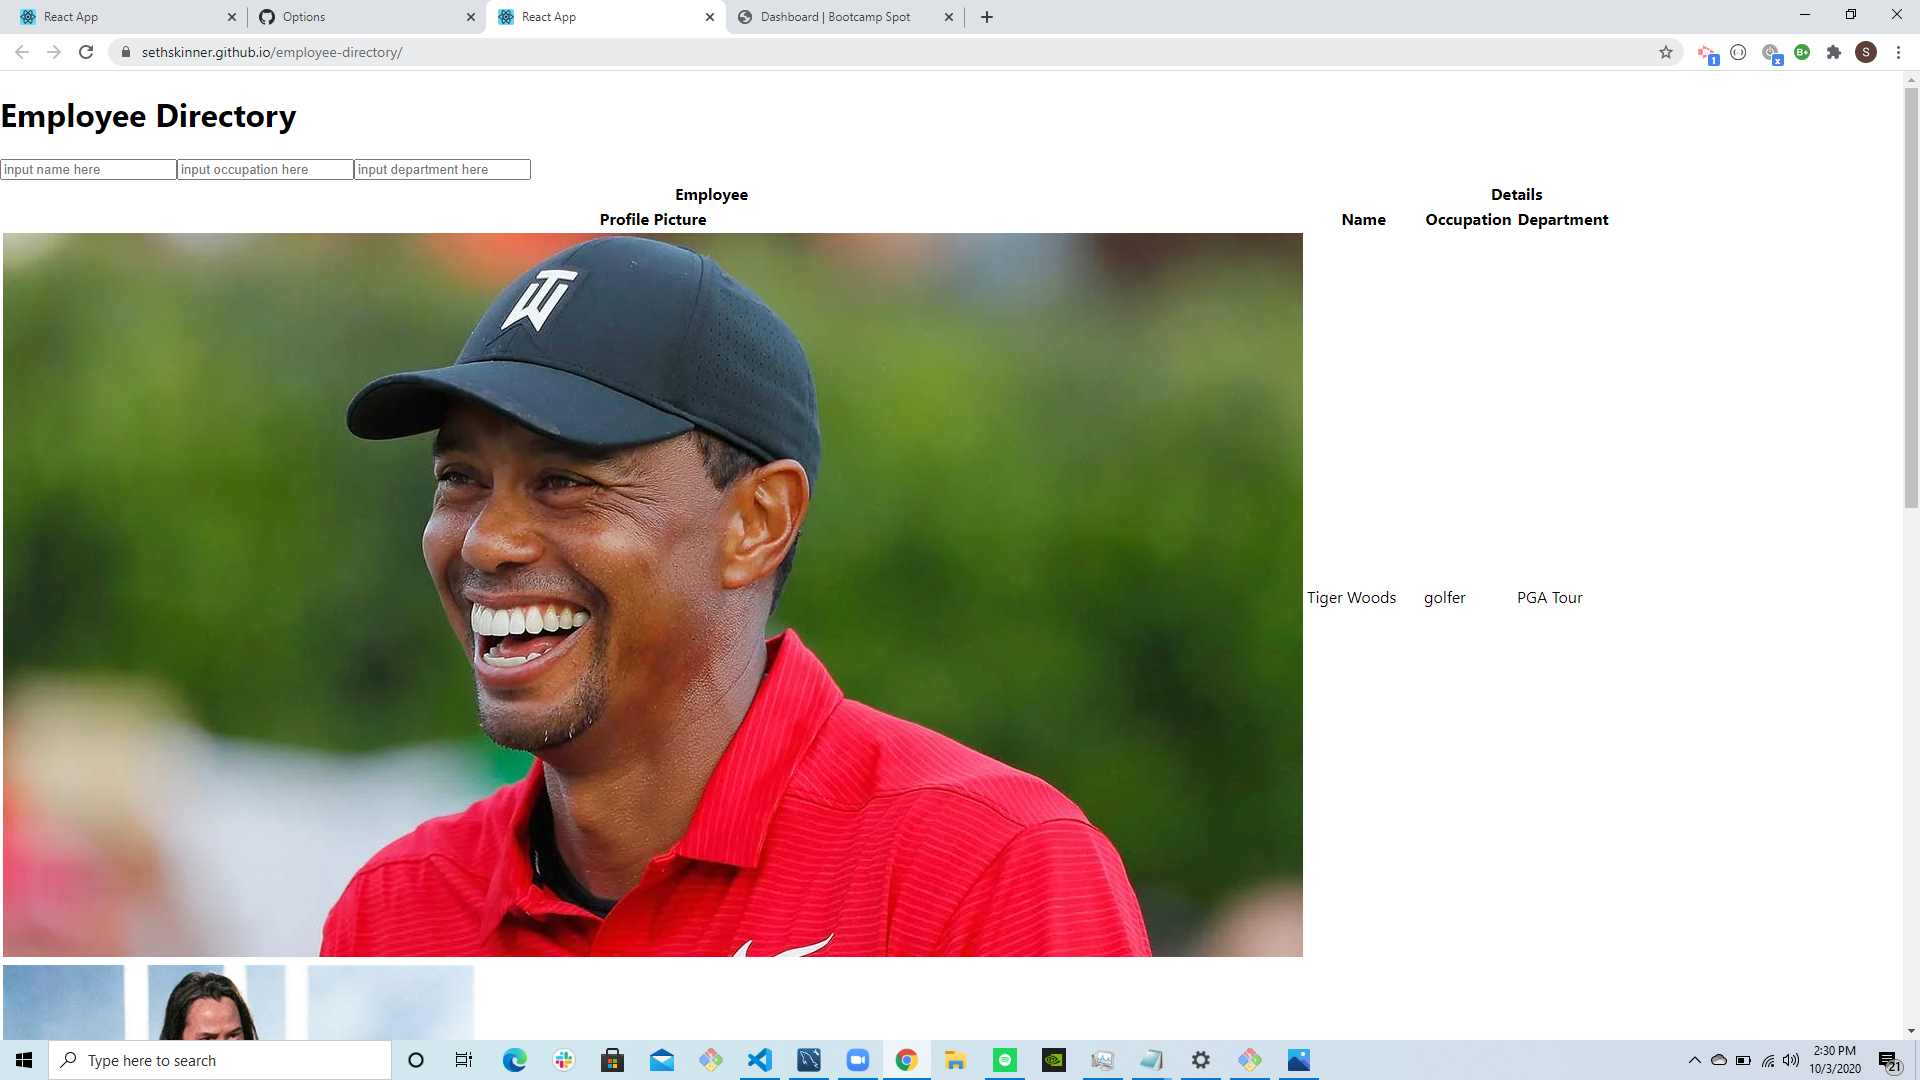 React App
Options
React App
Dashboard | Bootcamp Spot
sethskinner.github.io/employee-directory/
1
x
B+
S
Employee Directory
input name here input occupation here input department here
Employee Details
Profile Picture Name Occupation Department
TW
Tiger Woods golfer PGA Tour
Type here to search
2:30 PM
10/3/2020
21